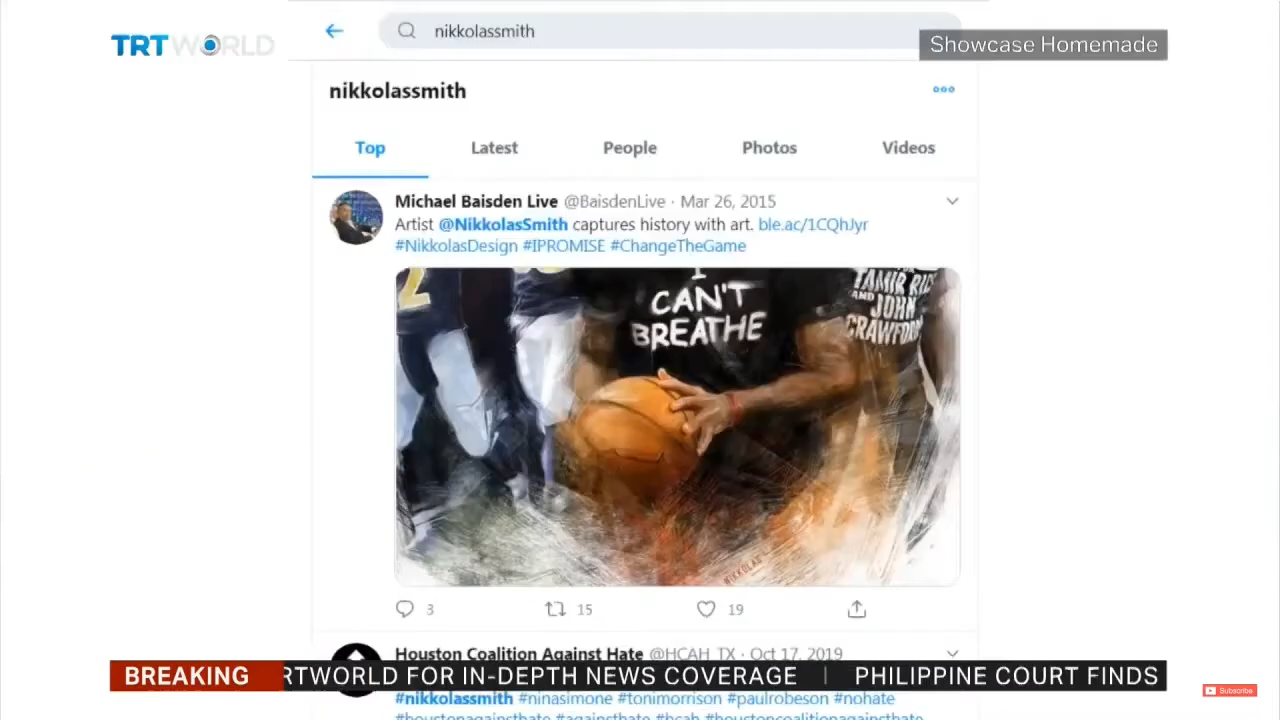 TRT WORLD
nikkolassmith
Showcase Homemade
nikkolassmith
Top Latest People Photos Videos
Michael Baisden Live @BaisdenLive · Mar 26, 2015
Artist @NikkolasSmith captures history with art. ble.ac/1CQhJyr
#NikkolasDesign #IPROMISE #ChangeTheGame
2
I
CAN'T
BREATHE
TAMIR RIC
AND JOHN
CRAWFORD
NIKKOLAS
3 15 19
Houston Coalition Against Hate @HCAH_TX · Oct 17, 2019
BREAKING RTWORLD FOR IN-DEPTH NEWS COVERAGE | PHILIPPINE COURT FINDS
Subscribe
#nikkolassmith #ninasimone #tonimorrison #paulrobeson #nohate
#houstonagainsthate #againsthate #hcah #houstoncoalitionagainsthate